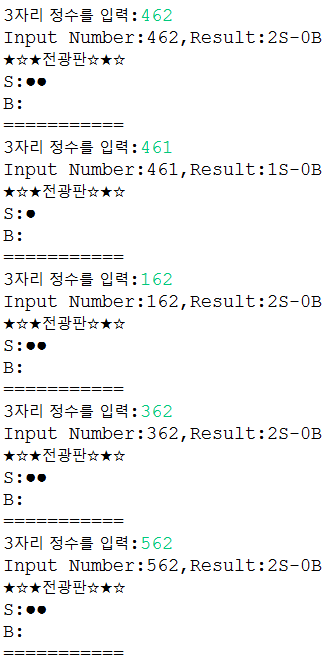 3자리 정수를 입력:462
Input Number:462,Result:2S-0B
★☆★전광판☆★☆
S:●●
B:
===========
3자리 정수를 입력:461
Input Number:461,Result:1S-0B
★☆★전광판☆★☆
S:●
B:
===========
3자리 정수를 입력:162
Input Number:162,Result:2S-0B
★☆★전광판☆★☆
S:●●
B:
===========
3자리 정수를 입력:362
Input Number:362,Result:2S-0B
★☆★전광판☆★☆
S:●●
B:
===========
3자리 정수를 입력:562
Input Number:562,Result:2S-0B
★☆★전광판☆★☆
S:●●
B:
===========